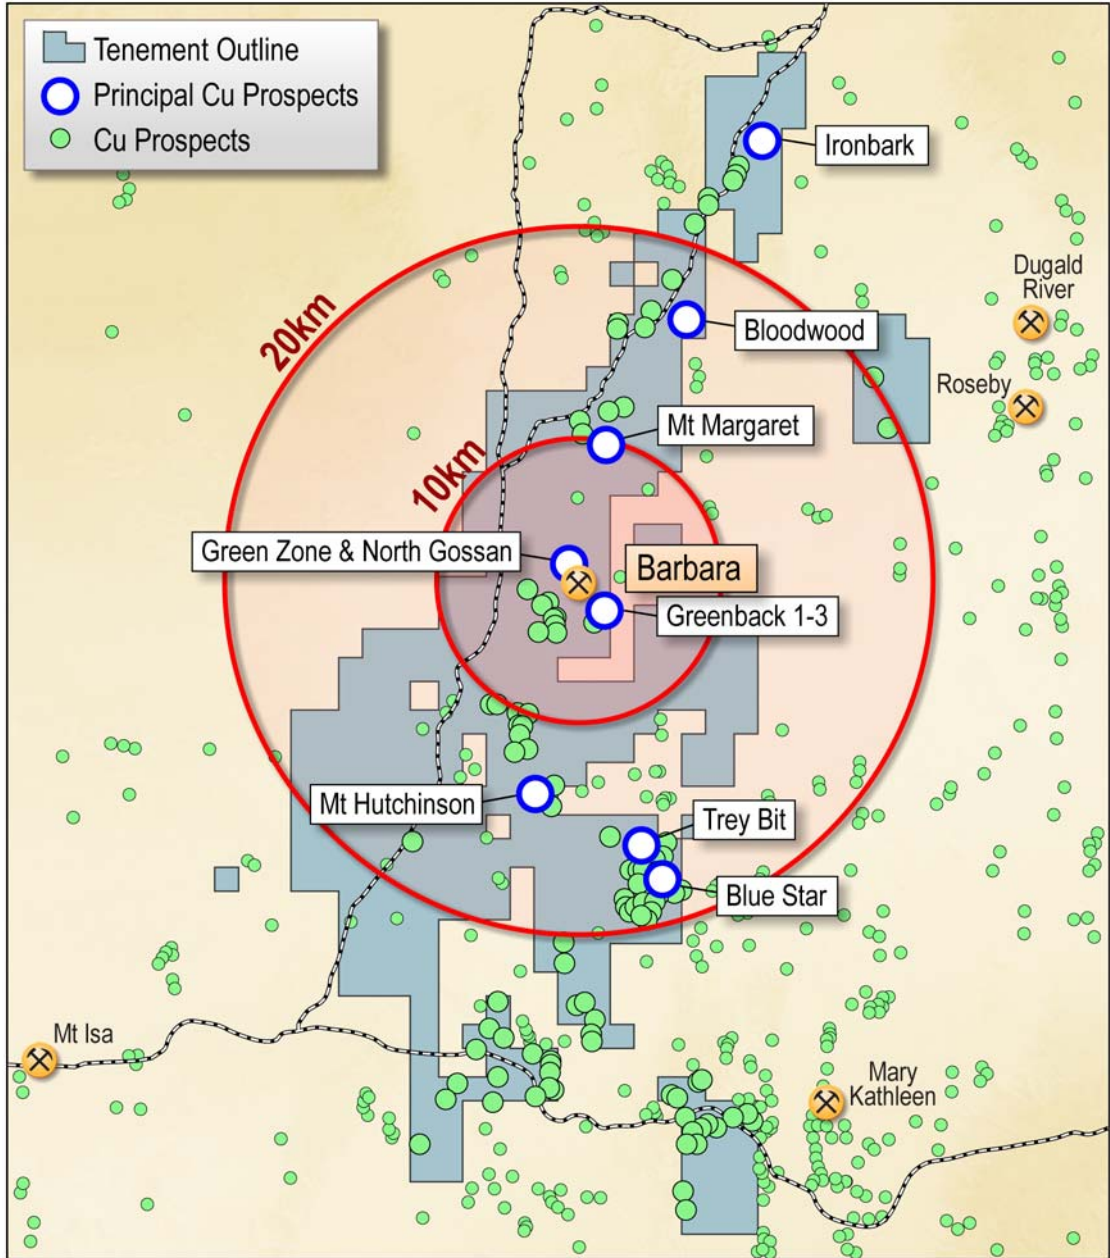 Tenement Outline
Principal Cu Prospects
Cu Prospects
Ironbark
Dugald
River
20km
Bloodwood
Roseby
Mt Margaret
10km
Green Zone & North Gossan
Barbara
Greenback 1-3
Mt Hutchinson
Trey Bit
Blue Star
Mt Isa
Mary
Kathleen